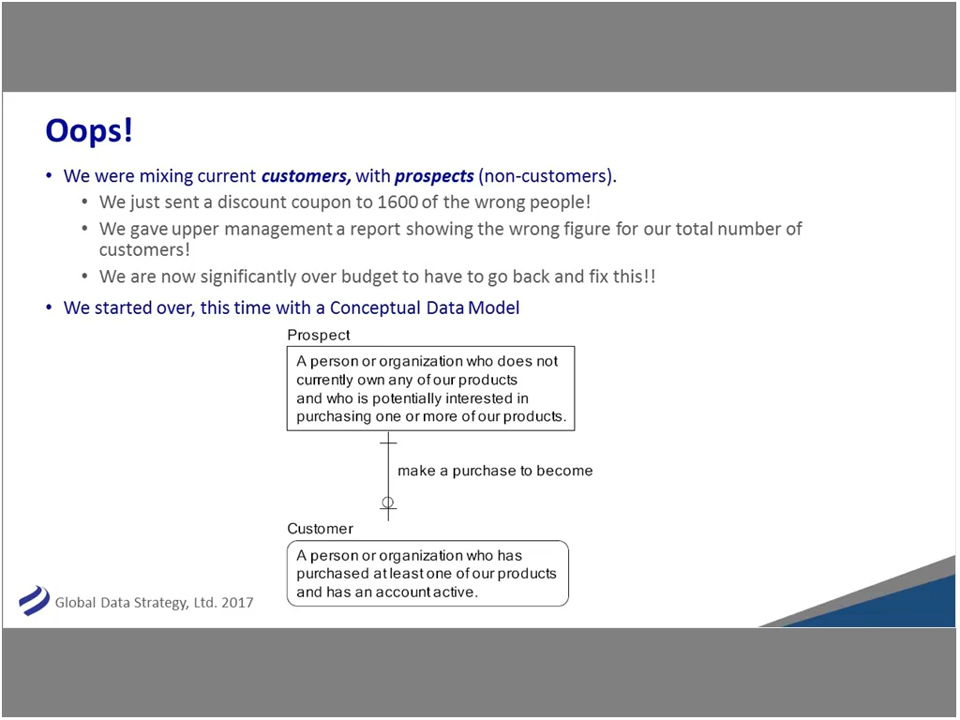 Oops!
• We were mixing current customers, with prospects (non-customers).
• We just sent a discount coupon to 1600 of the wrong people!
• We gave upper management a report showing the wrong figure for our total number of
customers!
• We are now significantly over budget to have to go back and fix this!!
• We started over, this time with a Conceptual Data Model
Prospect
A person or organization who does not
currently own any of our products
and who is potentially interested in
purchasing one or more of our products.
make a purchase to become
Customer
A person or organization who has
purchased at least one of our products
and has an account active.
Global Data Strategy, Ltd. 2017